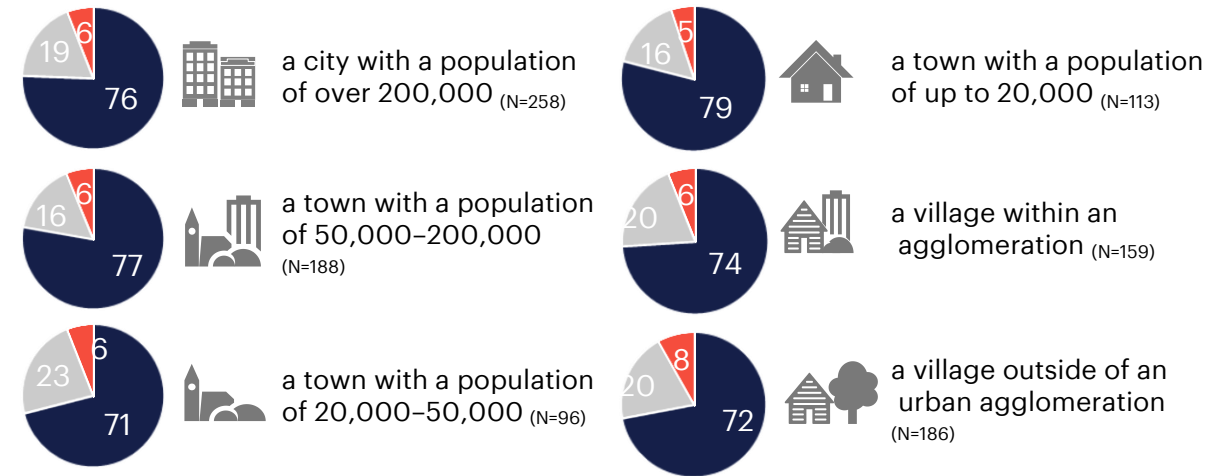 19
6
76
a city with a population
of over 200,000 (N=258)
16
6
77
a town with a population
of 50,000–200,000
(N=188)
23
6
71
a town with a population
of 20,000–50,000 (N=96)
16
5
79
a town with a population
of up to 20,000 (N=113)
20
6
74
a village within an
agglomeration (N=159)
20
8
72
a village outside of an
urban agglomeration
(N=186)